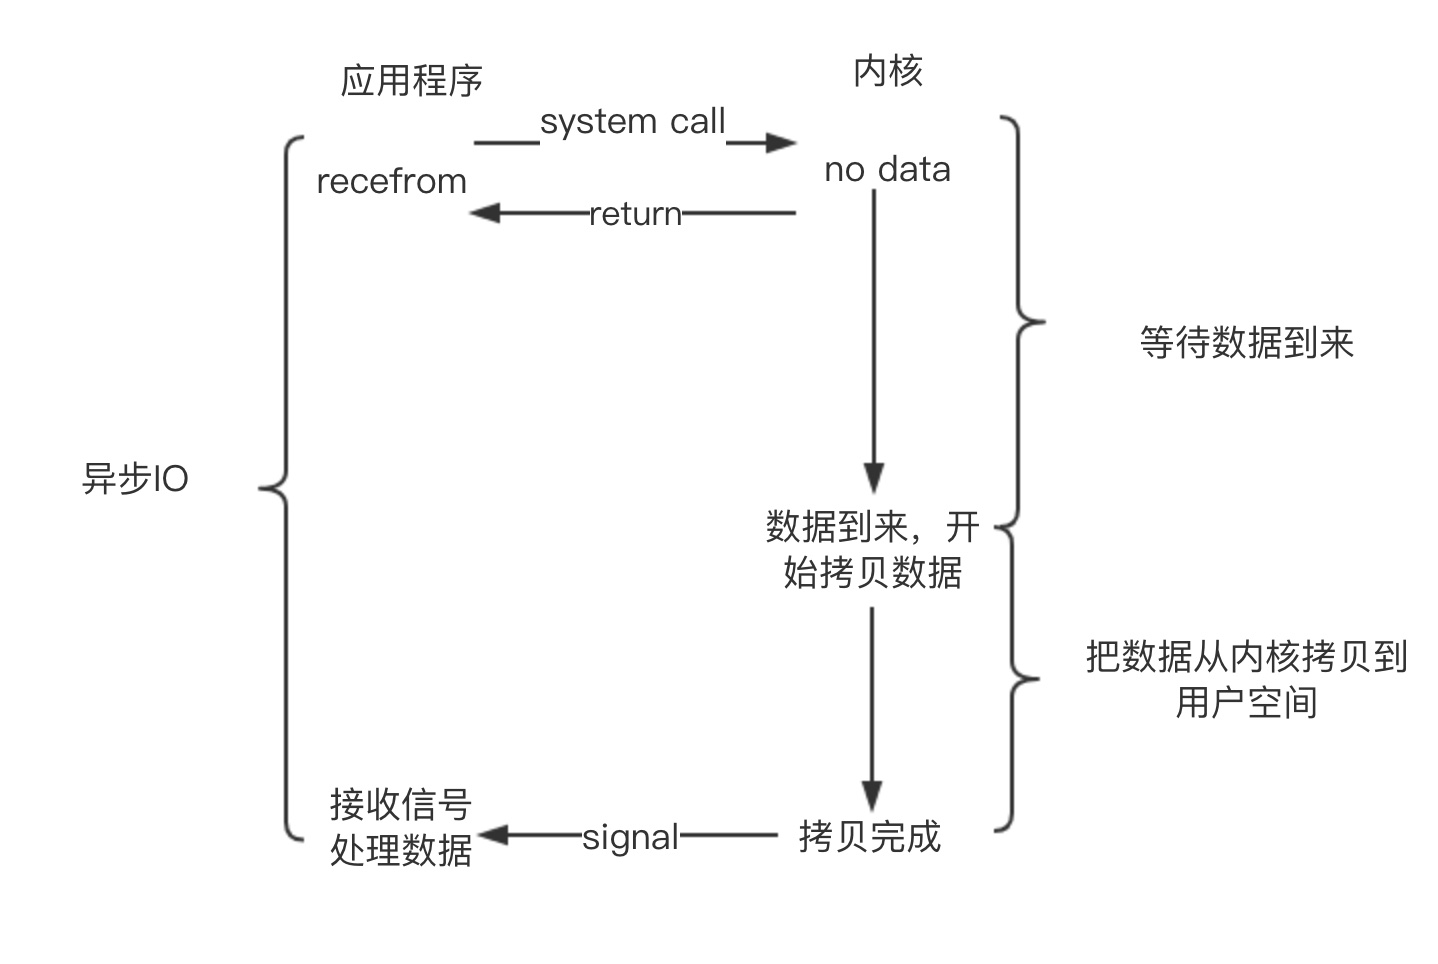 应用程序
内核
system call
recefrom
no data
return
等待数据到来
异步IO
数据到来，开
始拷贝数据
把数据从内核拷贝到
用户空间
接收信号
处理数据
signal
拷贝完成